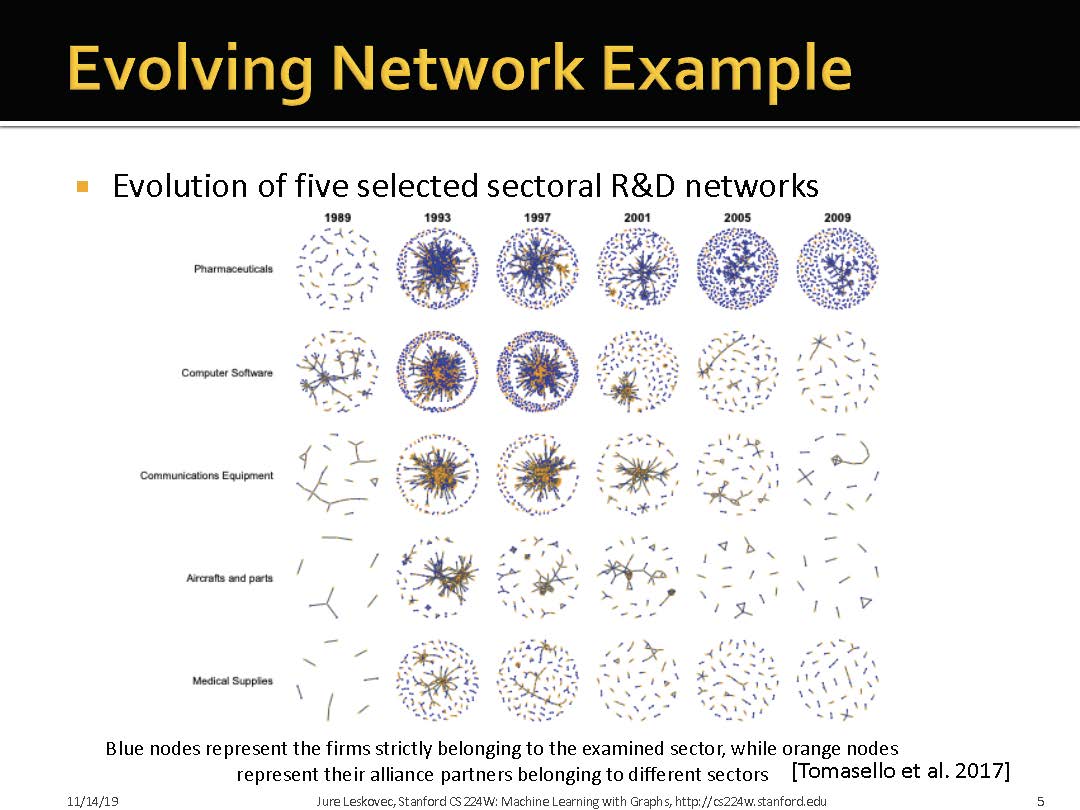 Evolving Network Example
Evolution of five selected sectoral R&D networks
1989 1993 1997 2001 2005 2009
Pharmaceuticals
Computer Software
Communications Equipment
Aircrafts and parts
Medical Supplies
Blue nodes represent the firms strictly belonging to the examined sector, while orange nodes
represent their alliance partners belonging to different sectors [Tomasello et al. 2017]
11/14/19 Jure Leskovec, Stanford CS224W: Machine Learning with Graphs, http://cs224w.stanford.edu 5